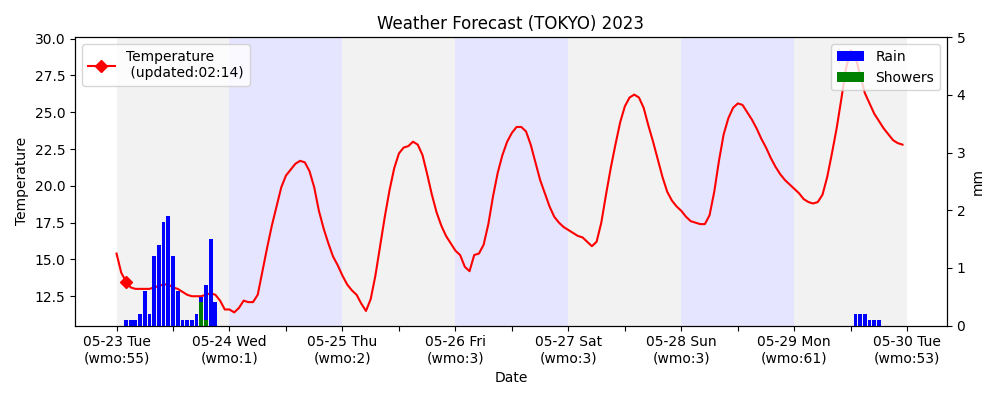 Weather Forecast (TOKYO) 2023
Temperature
(updated:02:14)
Rain
Showers
Temperature
30.0
27.5
25.0
22.5
20.0
17.5
15.0
12.5
mm
5
4
3
2
1
0
05-23 Tue
(wmo:55)
05-24 Wed
(wmo:1)
05-25 Thu
(wmo:2)
05-26 Fri
(wmo:3)
05-27 Sat
(wmo:3)
05-28 Sun
(wmo:3)
05-29 Mon
(wmo:61)
05-30 Tue
(wmo:53)
Date